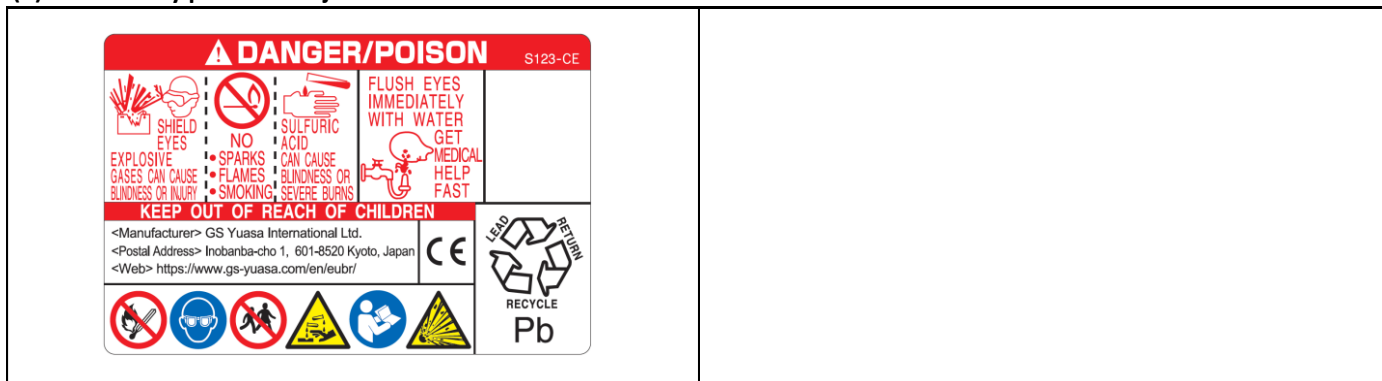 DANGER/POISON
S123-CE
SHIELD
EYES
EXPLOSIVE
GASES CAN CAUSE
BLINDNESS OR INJURY
NO
• SPARKS
• FLAMES
• SMOKING
SULFURIC
ACID
CAN CAUSE
BLINDNESS OR
SEVERE BURNS
FLUSH EYES
IMMEDIATELY
WITH WATER
GET
MEDICAL
HELP
FAST
KEEP OUT OF REACH OF CHILDREN
<Manufacturer> GS Yuasa International Ltd.
<Postal Address> Inobanba-cho 1, 601-8520 Kyoto, Japan
<Web> https://www.gs-yuasa.com/en/eubr/
CE
LEAD
RETURN
RECYCLE
Pb